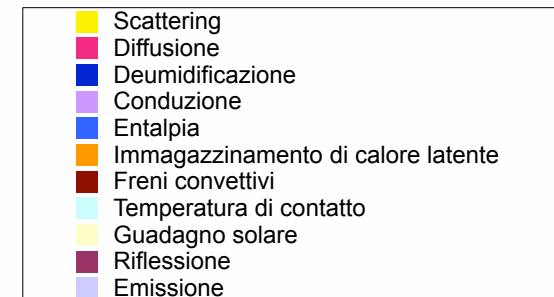 Scattering
Diffusione
Deumidificazione
Conduzione
Entalpia
Immagazzinamento di calore latente
Freni convettivi
Temperatura di contatto
Guadagno solare
Riflessione
Emissione